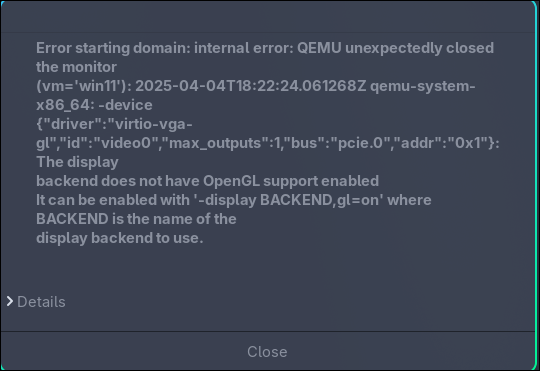 Error starting domain: internal error: QEMU unexpectedly closed
the monitor
(vm='win11'): 2025-04-04T18:22:24.061268Z qemu-system-
x86_64: -device
{"driver":"virtio-vga-
gl","id":"video0","max_outputs":1,"bus":"pcie.0","addr":"0x1"}:
The display
backend does not have OpenGL support enabled
It can be enabled with '-display BACKEND,gl=on' where
BACKEND is the name of the
display backend to use.
Details
Close